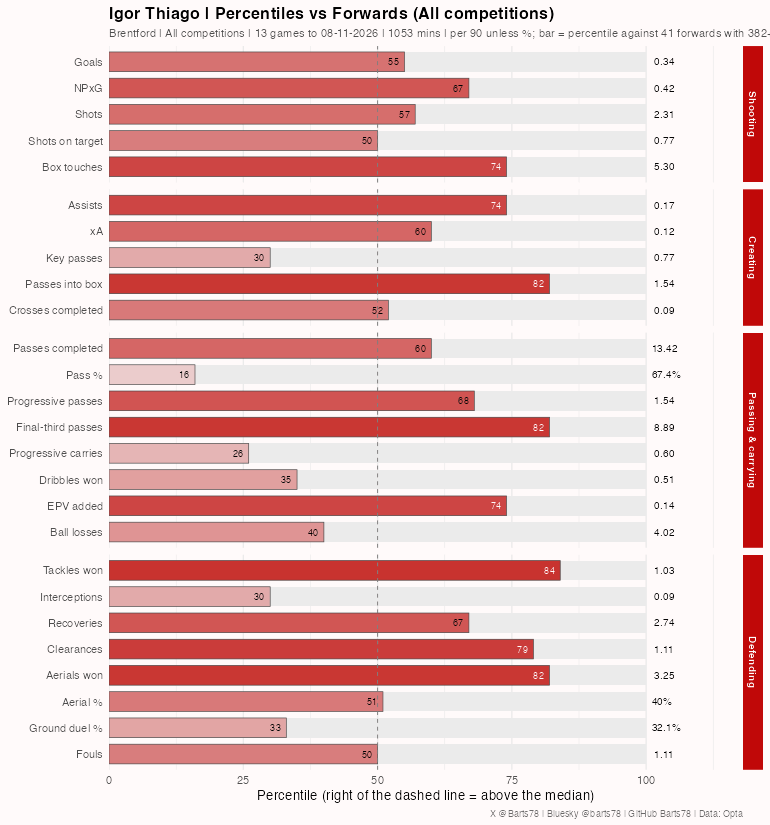 Igor Thiago | Percentiles vs Forwards (All competitions)
Brentford | All competitions | 13 games to 08-11-2026 | 1053 mins | per 90 unless %; bar = percentile against 41 forwards with 382-
Goals 55 0.34
NPxG 67 0.42
Shots 57 2.31
Shots on target 50 0.77
Box touches 74 5.30
Shooting
Assists 74 0.17
xA 60 0.12
Key passes 30 0.77
Passes into box 82 1.54
Crosses completed 52 0.09
Creating
Passes completed 60 13.42
Pass % 16 67.4%
Progressive passes 68 1.54
Final-third passes 82 8.89
Progressive carries 26 0.60
Dribbles won 35 0.51
EPV added 74 0.14
Ball losses 40 4.02
Passing & carrying
Tackles won 84 1.03
Interceptions 30 0.09
Recoveries 67 2.74
Clearances 79 1.11
Aerials won 82 3.25
Aerial % 51 40%
Ground duel % 33 32.1%
Fouls 50 1.11
Defending
0 25 50 75 100
Percentile (right of the dashed line = above the median)
X @Barts78 | Bluesky @barts78 | GitHub Barts78 | Data: Opta